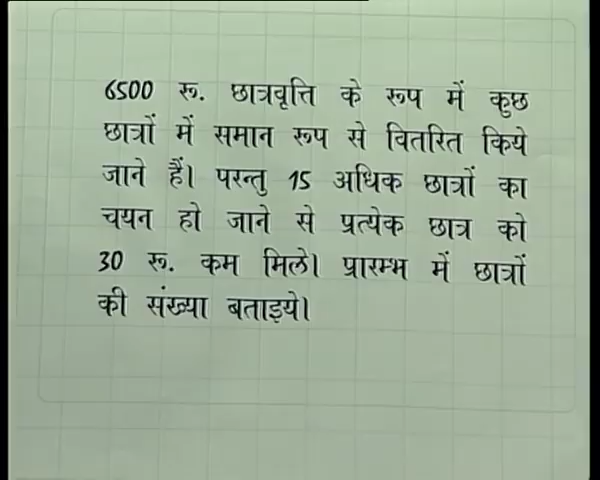 6500 रू. छात्रवृत्ति के रूप में कुछ
छात्रों में समान रूप से वितरित किये
जाने हैं। परन्तु 15 अधिक छात्रों का
चयन हो जाने से प्रत्येक छात्र को
30 रू. कम मिले। प्रारम्भ में छात्रों
की संख्या बताइये।